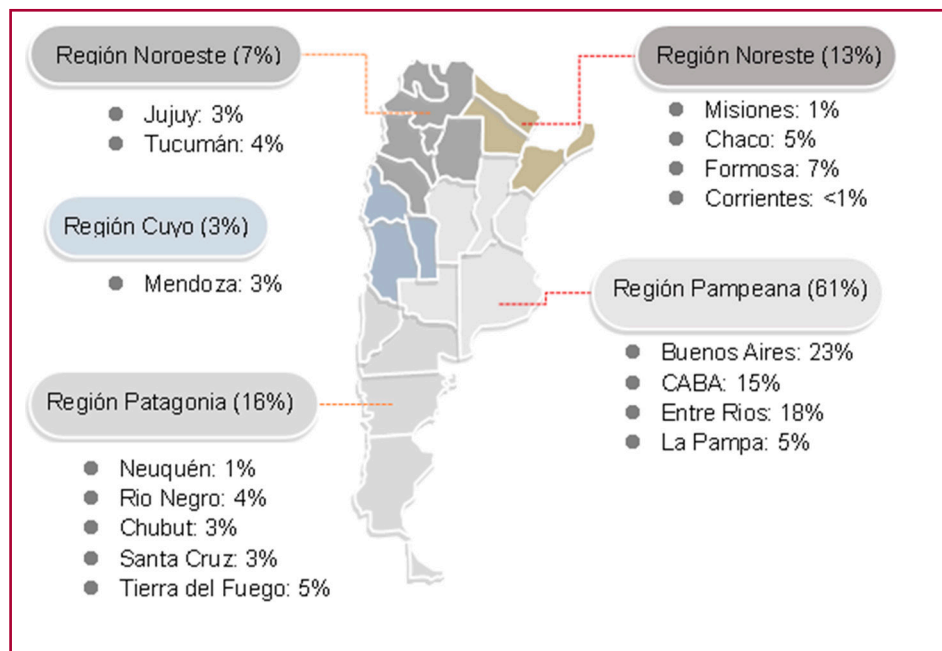 Región Noroeste (7%)
Jujuy: 3%
Tucumán: 4%
Región Cuyo (3%)
Mendoza: 3%
Región Patagonia (16%)
Neuquén: 1%
Rio Negro: 4%
Chubut: 3%
Santa Cruz: 3%
Tierra del Fuego: 5%
Región Noreste (13%)
Misiones: 1%
Chaco: 5%
Formosa: 7%
Corrientes: <1%
Región Pampeana (61%)
Buenos Aires: 23%
CABA: 15%
Entre Rios: 18%
La Pampa: 5%